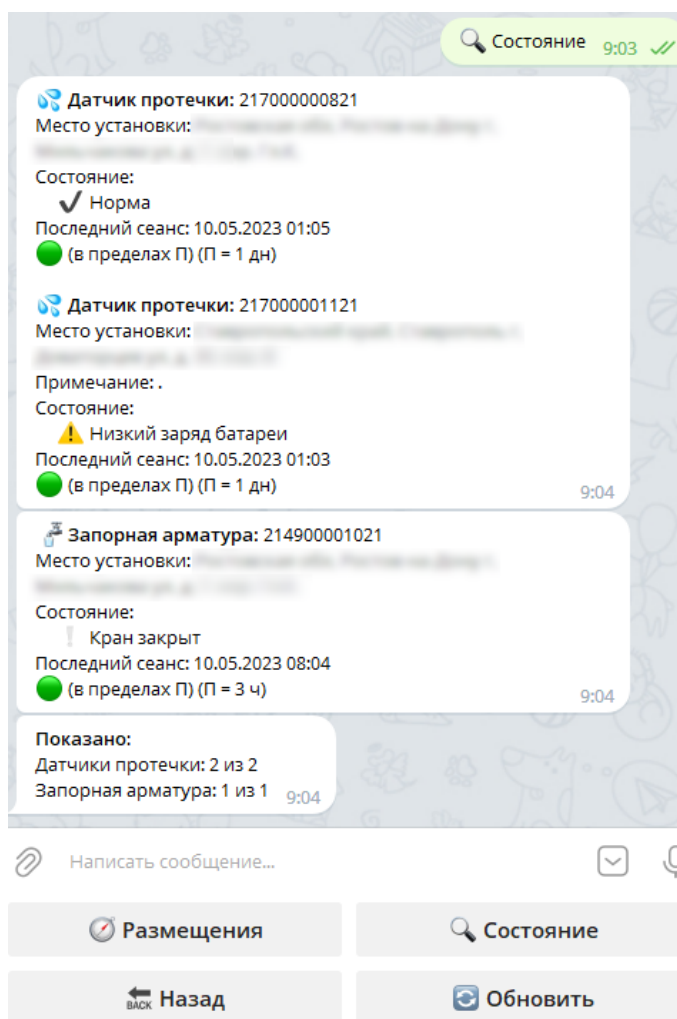 Состояние 9:03
Датчик протечки: 217000000821
Место установки:
Состояние:
Норма
Последний сеанс: 10.05.2023 01:05
(в пределах П) (П = 1 дн)
Датчик протечки: 217000001121
Место установки:
Примечание: .
Состояние:
Низкий заряд батареи
Последний сеанс: 10.05.2023 01:03
(в пределах П) (П = 1 дн)
9:04
Запорная арматура: 214900001021
Место установки:
Состояние:
Кран закрыт
Последний сеанс: 10.05.2023 08:04
(в пределах П) (П = 3 ч)
9:04
Показано:
Датчики протечки: 2 из 2
Запорная арматура: 1 из 1 9:04
Написать сообщение...
Размещения
Состояние
BACK Назад
Обновить